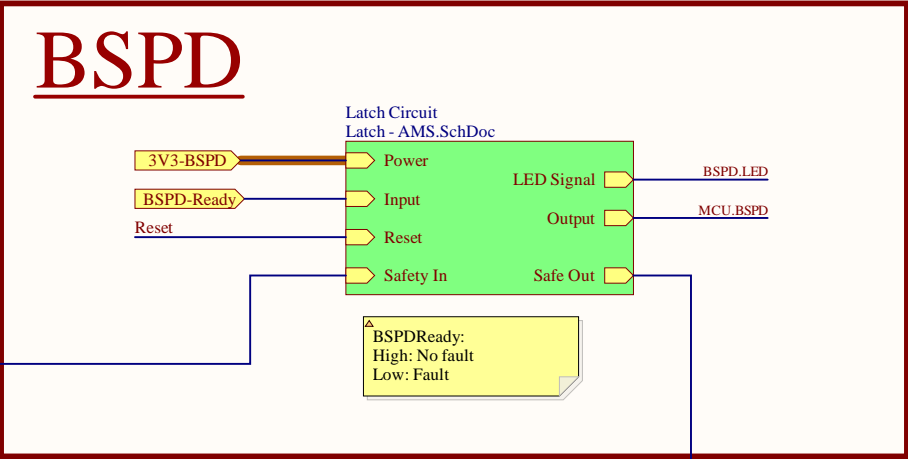 BSPD
Latch Circuit
Latch - AMS.SchDoc
3V3-BSPD
Power
LED Signal
BSPD.LED
BSPD-Ready
Input
Output
MCU.BSPD
Reset
Reset
Safety In
Safe Out
BSPDReady:
High: No fault
Low: Fault